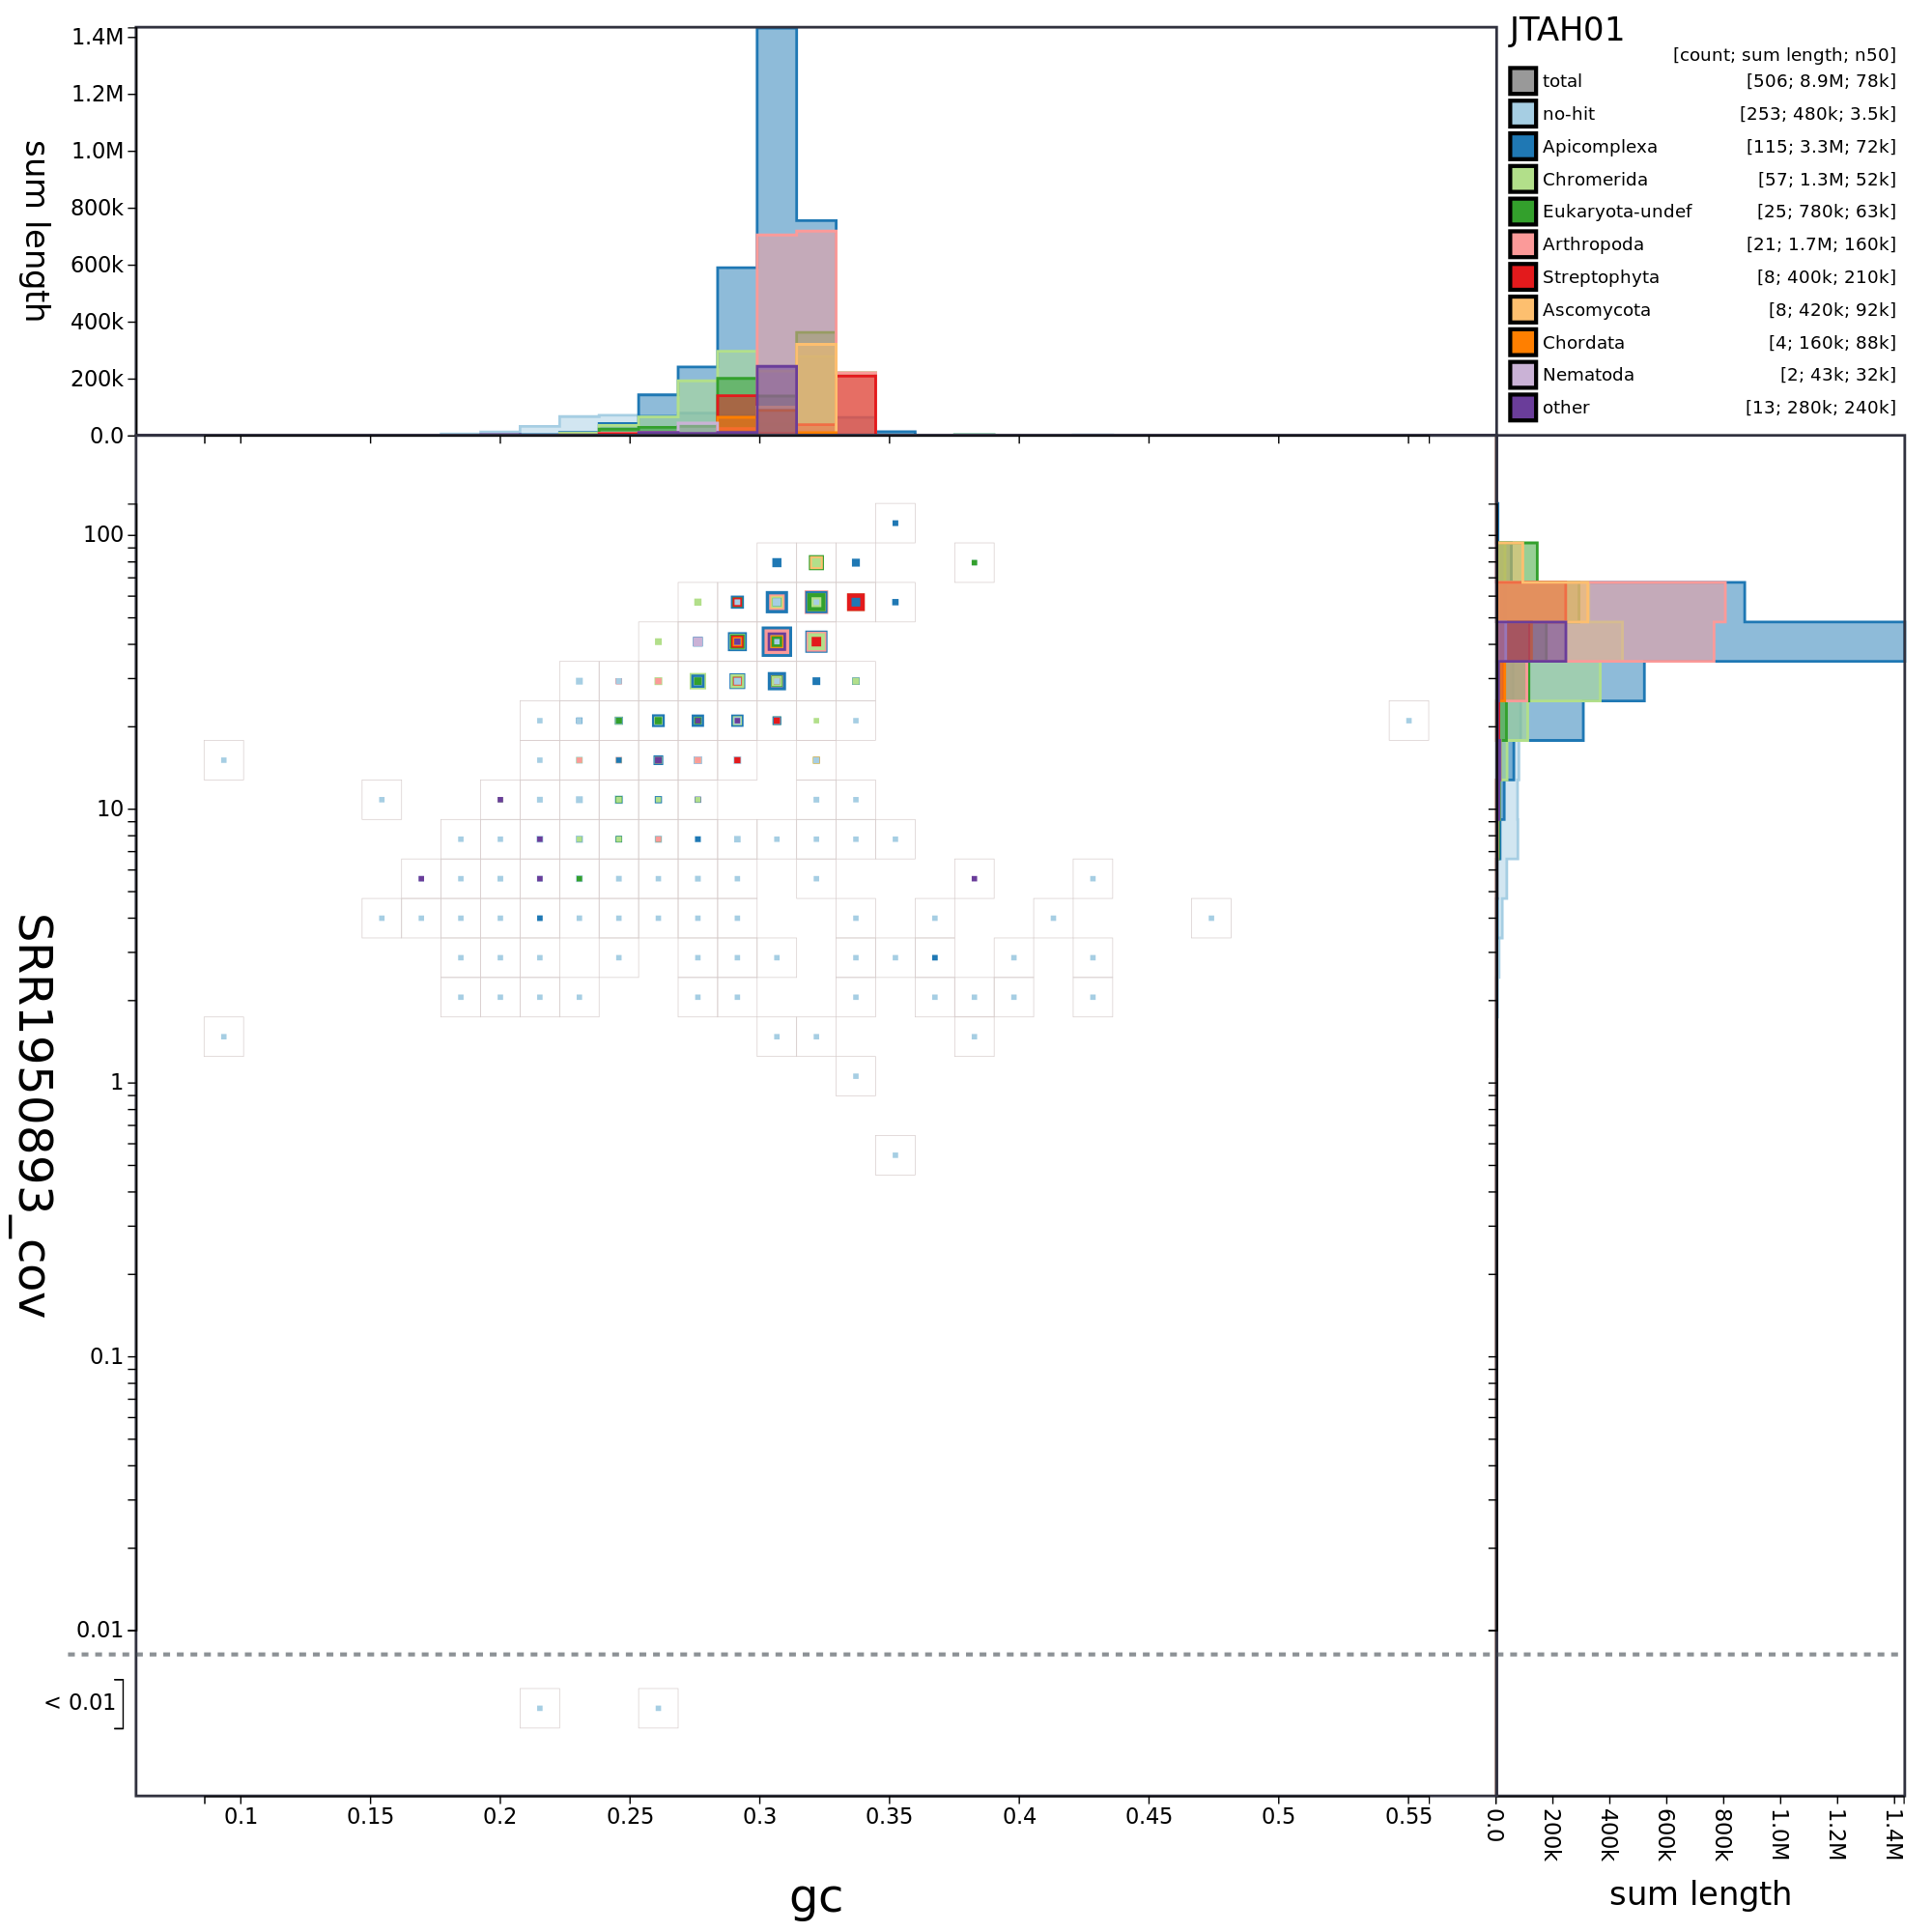 JTAH01
[count; sum length; n50]
total [506; 8.9M; 78k]
no-hit [253; 480k; 3.5k]
Apicomplexa [115; 3.3M; 72k]
Chromerida [57; 1.3M; 52k]
Eukaryota-undef [25; 780k; 63k]
Arthropoda [21; 1.7M; 160k]
Streptophyta [8; 400k; 210k]
Ascomycota [8; 420k; 92k]
Chordata [4; 160k; 88k]
Nematoda [2; 43k; 32k]
other [13; 280k; 240k]
sum length
1.4M
1.2M
1.0M
800k
600k
400k
200k
0.0
SRR1950893_cov
100
10
1
0.1
0.01
< 0.01
0.1 0.15 0.2 0.25 0.3 0.35 0.4 0.45 0.5 0.55
gc
0.0 200k 400k 600k 800k 1.0M 1.2M 1.4M
sum length